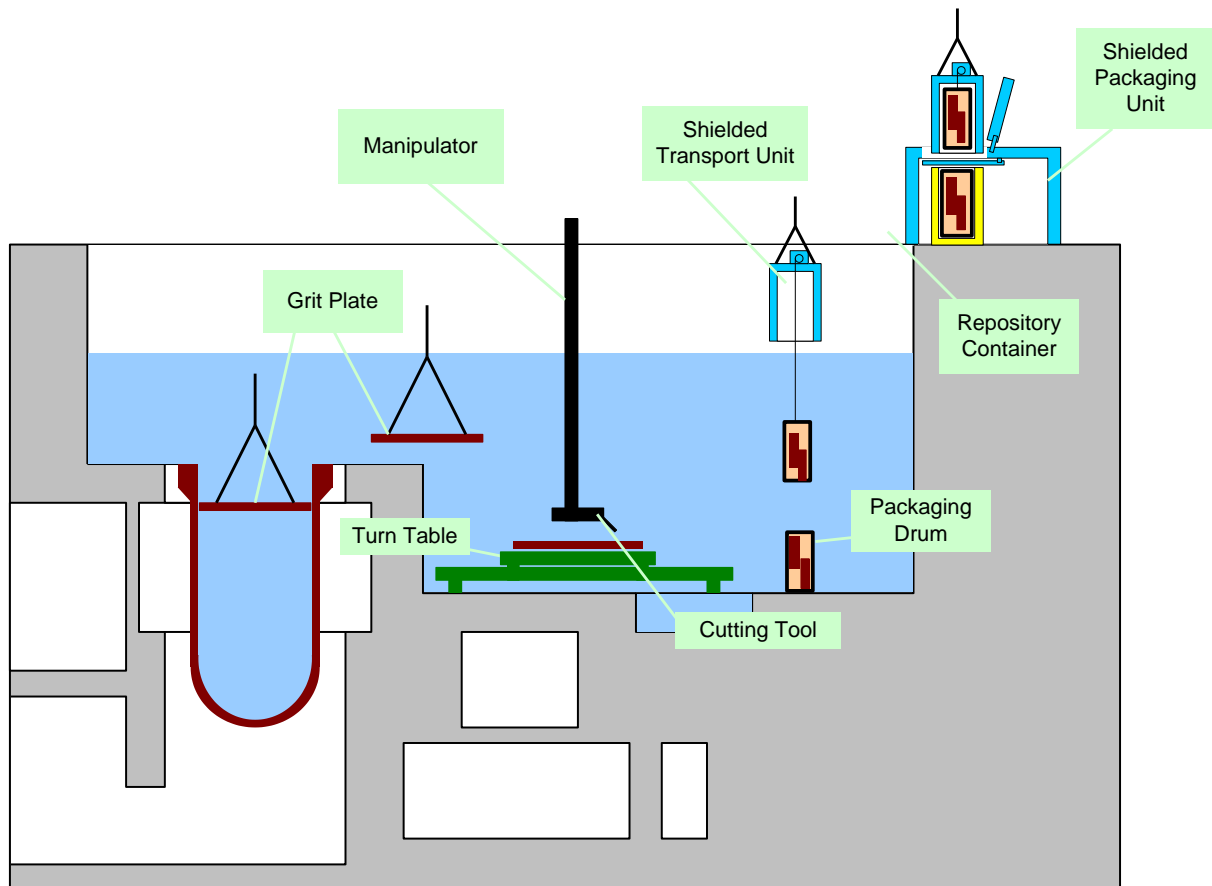 Shielded
Packaging
Unit
Manipulator
Shielded
Transport Unit
Grit Plate
Repository
Container
Turn Table
Packaging
Drum
Cutting Tool